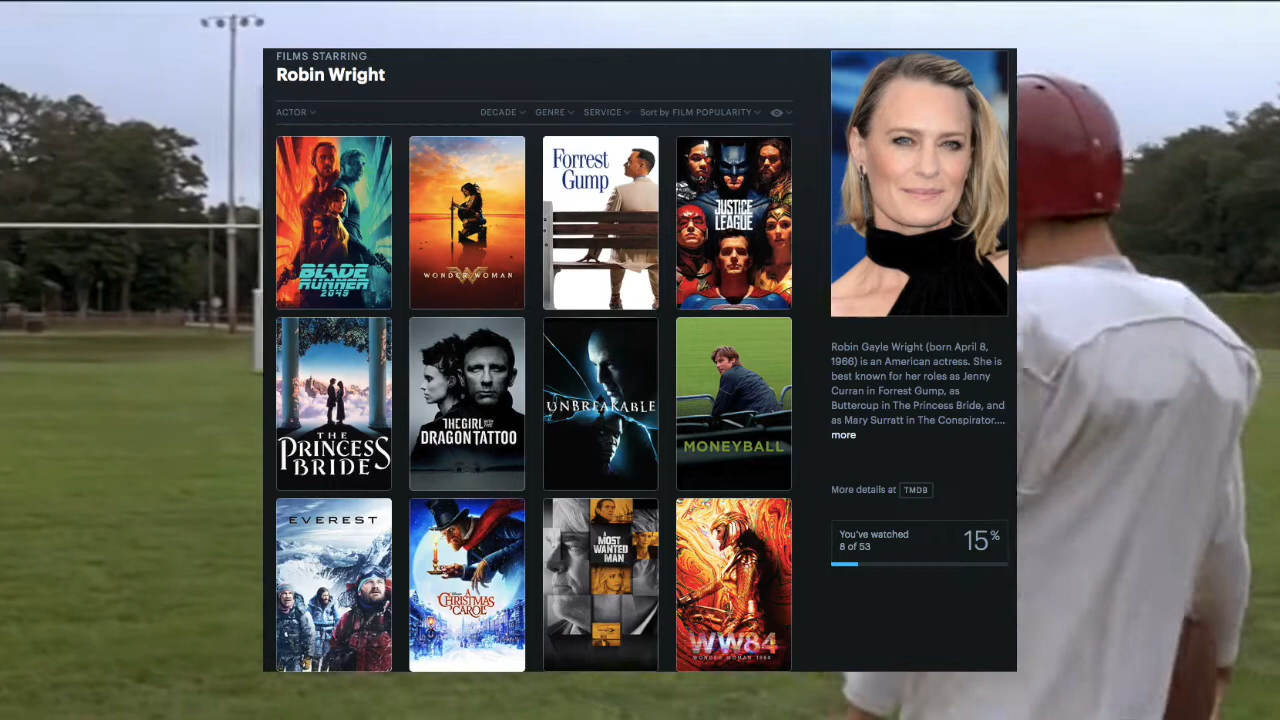 FILMS STARRING
Robin Wright
ACTOR
DECADE GENRE SERVICE Sort by FILM POPULARITY
BLADE
RUNNER
2049
WONDER WOMAN
Forrest
Gump
JUSTICE
LEAGUE
THE
PRINCESS
BRIDE
THE GIRL WITH THE
DRAGON TATTOO
UNBREAKABLE
MONEYBALL
EVEREST
A
CHRISTMAS
CAROL
A
MOST
WANTED
MAN
WW84
WONDER WOMAN 1984
Robin Gayle Wright (born April 8,
1966) is an American actress. She is
best known for her roles as Jenny
Curran in Forrest Gump, as
Buttercup in The Princess Bride, and
as Mary Surratt in The Conspirator....
more
More details at TMDB
You've watched
8 of 53
15%